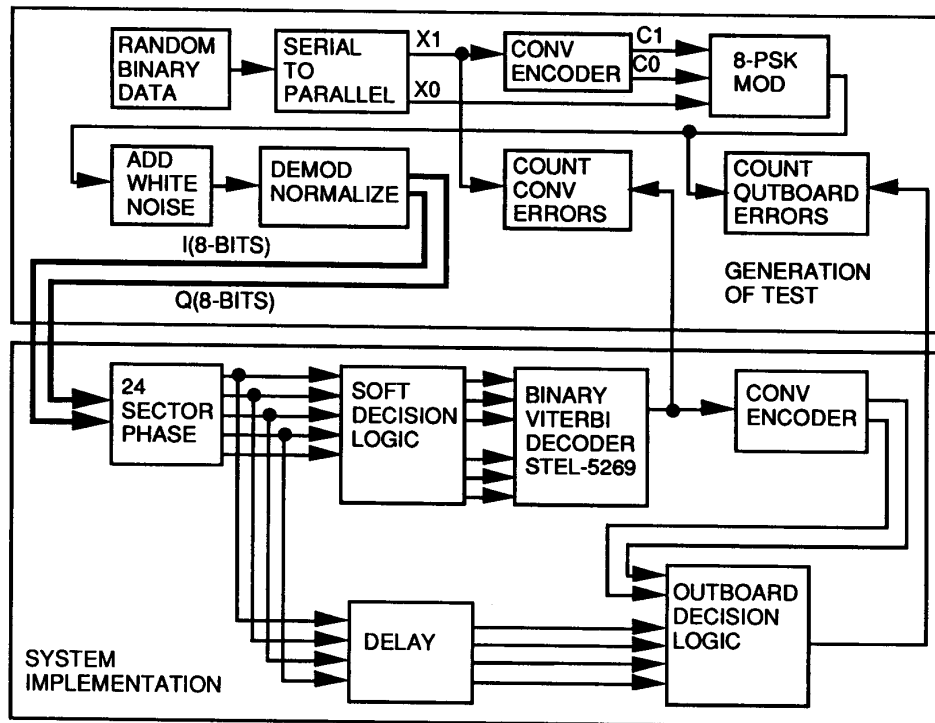 RANDOM
BINARY
DATA
SERIAL
TO
PARALLEL
X1
X0
CONV
ENCODER
C1
C0
8-PSK
MOD
ADD
WHITE
NOISE
DEMOD
NORMALIZE
COUNT
CONV
ERRORS
COUNT
OUTBOARD
ERRORS
I(8-BITS)
Q(8-BITS)
GENERATION
OF TEST
24
SECTOR
PHASE
SOFT
DECISION
LOGIC
BINARY
VITERBI
DECODER
STEL-5269
CONV
ENCODER
DELAY
OUTBOARD
DECISION
LOGIC
SYSTEM
IMPLEMENTATION